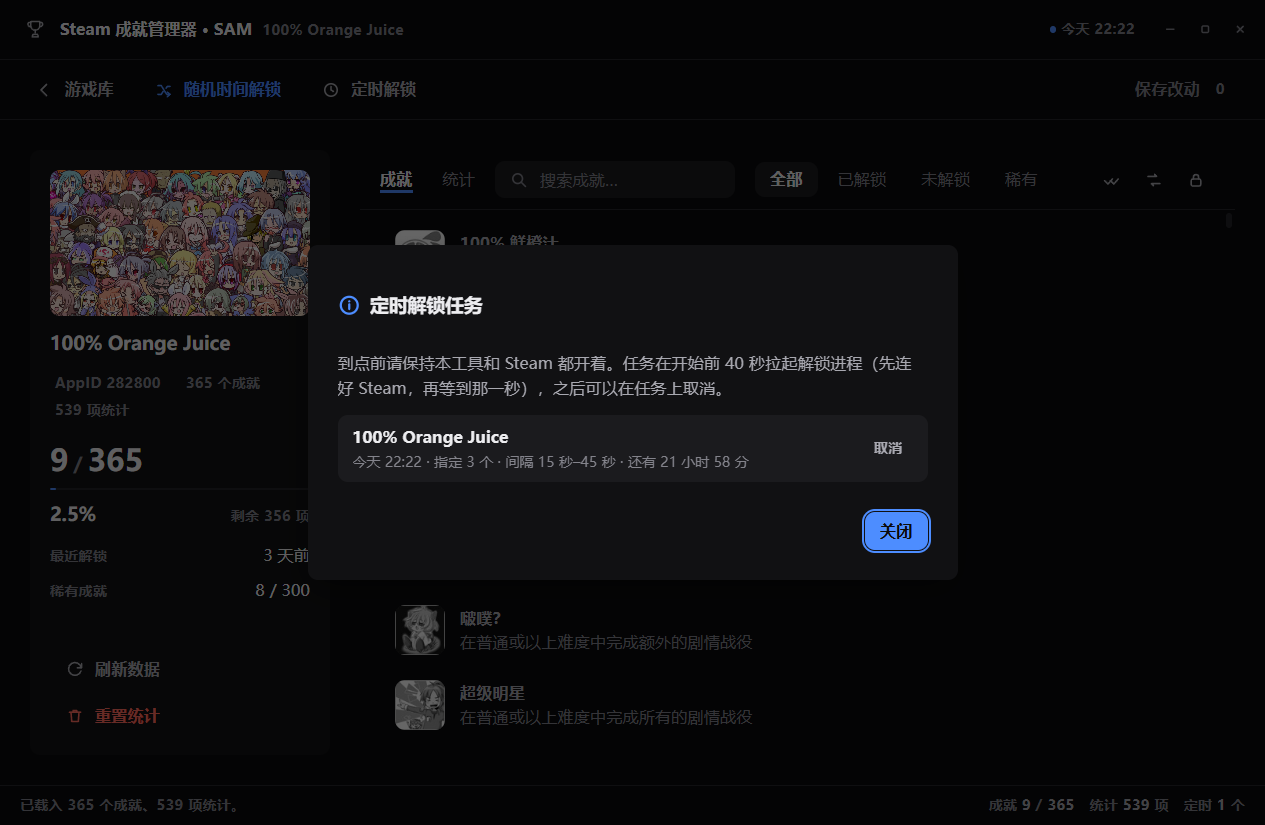 Steam 成就管理器 • SAM 100% Orange Juice
今天 22:22
游戏库
随机时间解锁
定时解锁
保存改动 0
成就
统计
搜索成就...
全部
已解锁
未解锁
稀有
100% 鲜橙汁
100% Orange Juice
AppID 282800
365 个成就
539 项统计
9 / 365
2.5%
剩余 356 项
最近解锁
3 天前
稀有成就
8 / 300
刷新数据
重置统计
定时解锁任务
到点前请保持本工具和 Steam 都开着。任务在开始前 40 秒拉起解锁进程（先连
好 Steam，再等到那一秒），之后可以在任务上取消。
100% Orange Juice
今天 22:22 · 指定 3 个 · 间隔 15 秒–45 秒 · 还有 21 小时 58 分
取消
关闭
啵噗?
在普通或以上难度中完成额外的剧情战役
超级明星
在普通或以上难度中完成所有的剧情战役
已载入 365 个成就、539 项统计。
成就 9 / 365 统计 539 项 定时 1 个